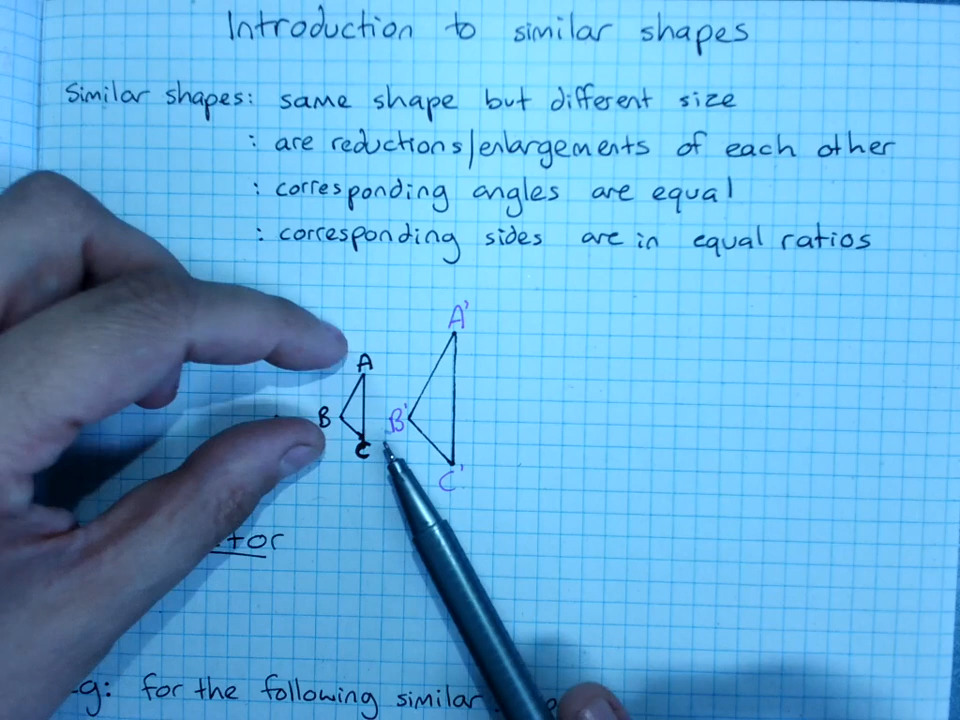 Introduction to similar shapes
Similar shapes: same shape but different size
: are reductions/enlargements of each other
: corresponding angles are equal
: corresponding sides are in equal ratios
A'
A
B
B'
C
C'
for the following similar